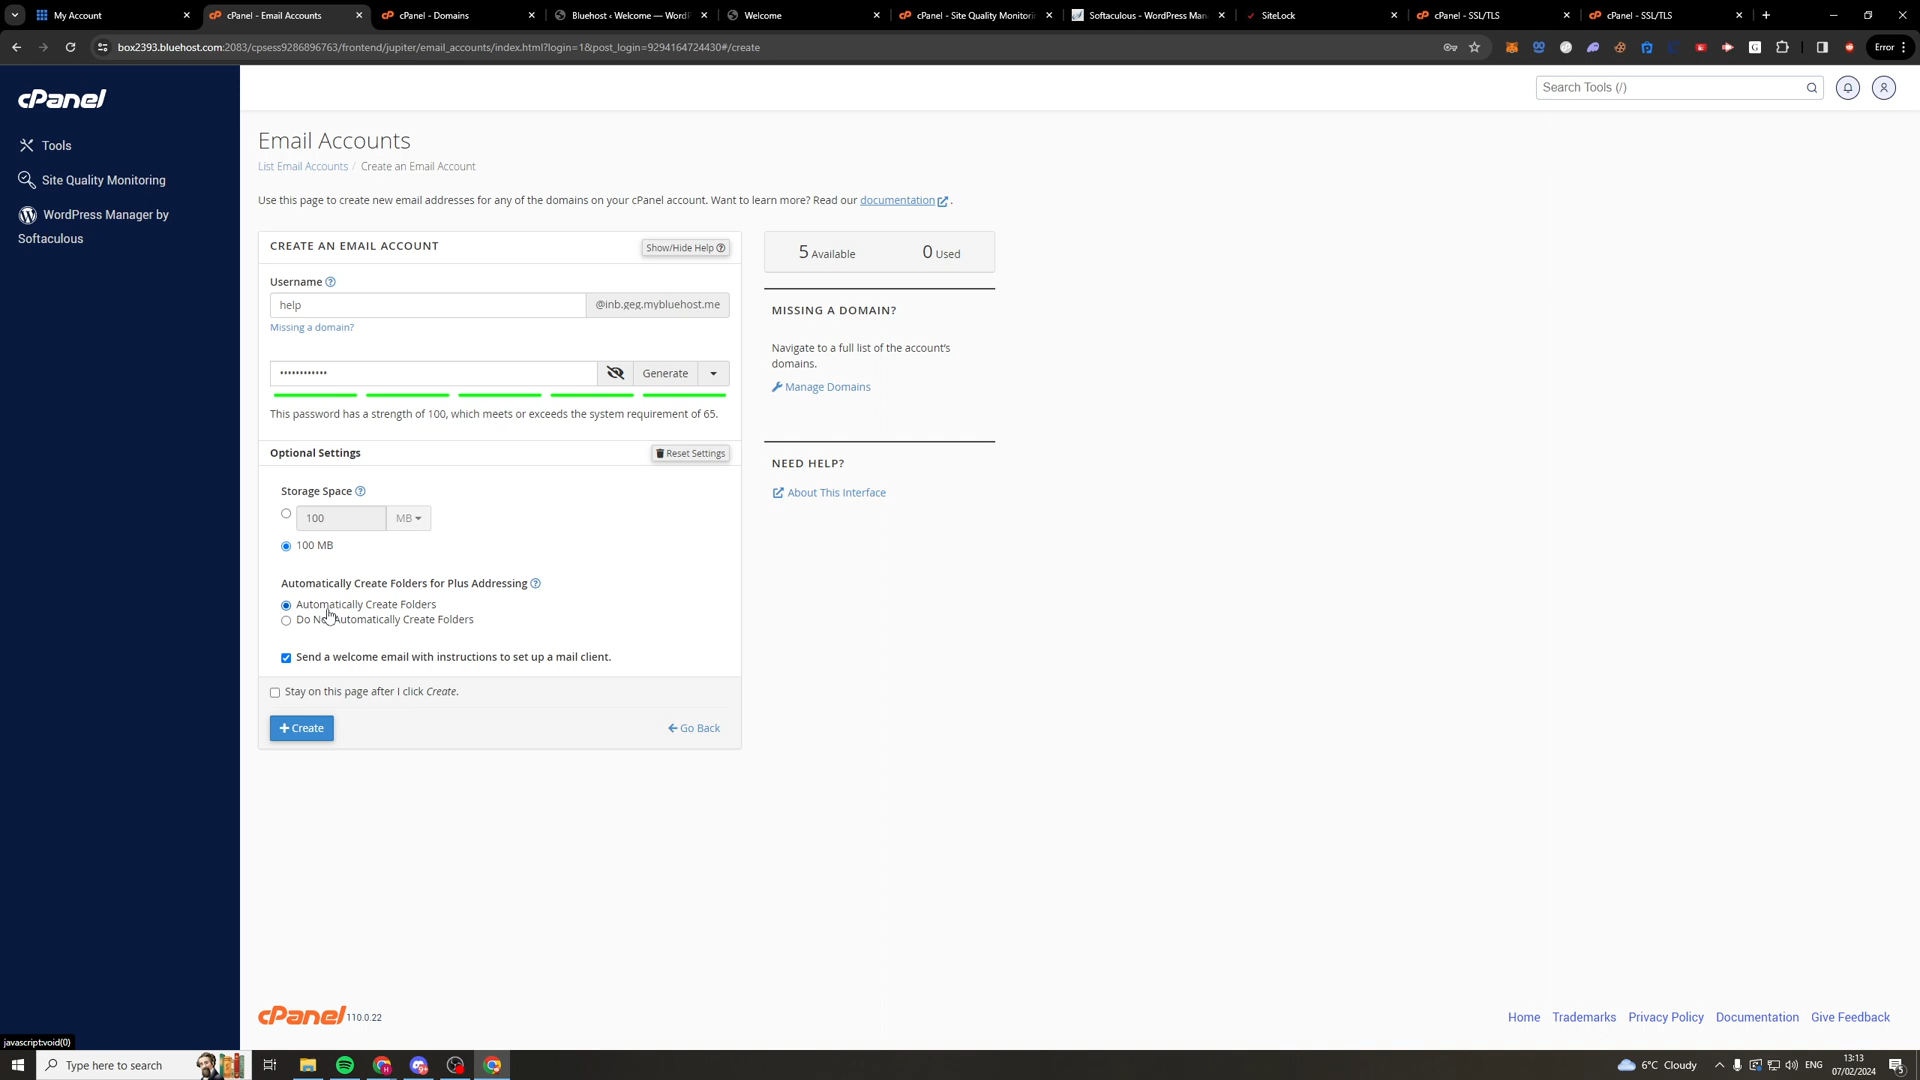 My Account
cPanel - Email Accounts
cPanel - Domains
Bluehost ‹ Welcome — WordP
Welcome
cPanel - Site Quality Monitorin
Softaculous - WordPress Man
SiteLock
cPanel - SSL/TLS
cPanel - SSL/TLS
box2393.bluehost.com:2083/cpsess9286896763/frontend/jupiter/email_accounts/index.html?login=1&post_login=9294164724430#/create
Error
cPanel
Search Tools (/)
Tools
Site Quality Monitoring
WordPress Manager by
Softaculous
Email Accounts
List Email Accounts / Create an Email Account
Use this page to create new email addresses for any of the domains on your cPanel account. Want to learn more? Read our documentation .
CREATE AN EMAIL ACCOUNT
Show/Hide Help
5 Available 0 Used
Username
help @inb.geg.mybluehost.me
Missing a domain?
MISSING A DOMAIN?
Navigate to a full list of the account's
domains.
Manage Domains
Generate
This password has a strength of 100, which meets or exceeds the system requirement of 65.
Optional Settings
Reset Settings
NEED HELP?
About This Interface
Storage Space
100 MB
100 MB
Automatically Create Folders for Plus Addressing
Automatically Create Folders
Do Not Automatically Create Folders
Send a welcome email with instructions to set up a mail client.
Stay on this page after I click Create.
Create
Go Back
cPanel 110.0.22
Home Trademarks Privacy Policy Documentation Give Feedback
javascript:void(0)
Type here to search
6°C Cloudy
ENG
13:13
07/02/2024
5